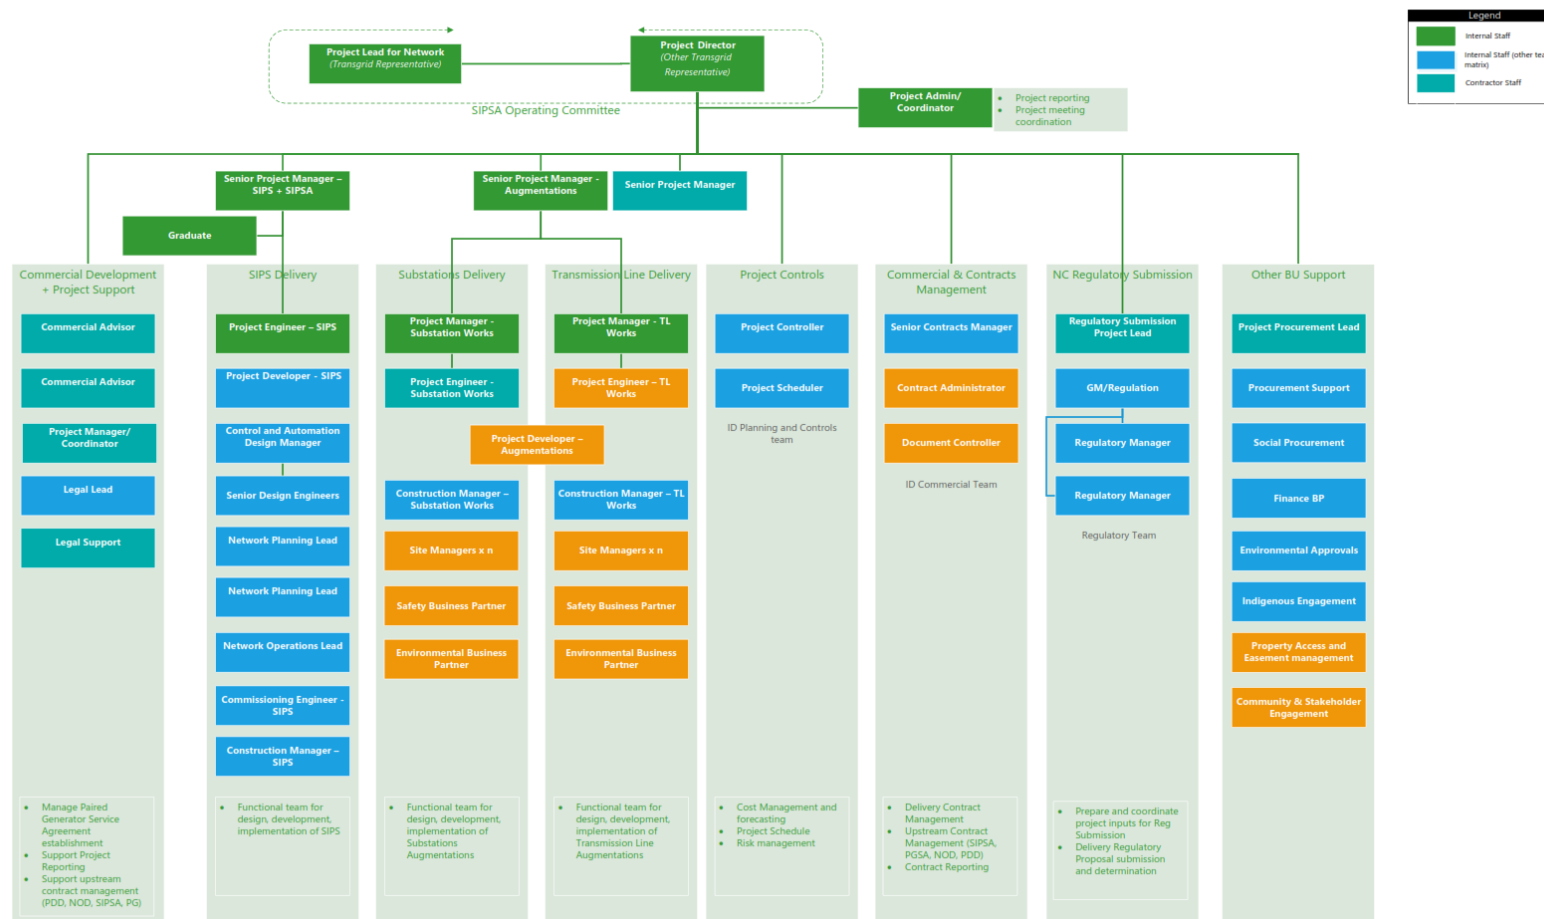 Legend
Internal Staff
Internal Staff (other tea
matrix)
Contractor Staff
Project Lead for Network
(Transgrid Representative)
Project Director
(Other Transgrid
Representative)
SIPSA Operating Committee
Project Admin/
Coordinator
• Project reporting
• Project meeting
coordination
Senior Project Manager –
SIPS + SIPSA
Senior Project Manager -
Augmentations
Senior Project Manager
Graduate
Commercial Development
+ Project Support
Commercial Advisor
Commercial Advisor
Project Manager/
Coordinator
Legal Lead
Legal Support
• Manage Paired
Generator Service
Agreement
establishment
• Support Project
Reporting
• Support upstream
contract management
(PDD, NOD, SIPSA, PG)
SIPS Delivery
Project Engineer – SIPS
Project Developer - SIPS
Control and Automation
Design Manager
Senior Design Engineers
Network Planning Lead
Network Planning Lead
Network Operations Lead
Commissioning Engineer -
SIPS
Construction Manager –
SIPS
• Functional team for
design, development,
implementation of SIPS
Substations Delivery
Project Manager -
Substation Works
Project Engineer -
Substation Works
Project Developer –
Augmentations
Construction Manager –
Substation Works
Site Managers x n
Safety Business Partner
Environmental Business
Partner
• Functional team for
design, development,
implementation of
Substations
Augmentations
Transmission Line Delivery
Project Manager - TL
Works
Project Engineer – TL
Works
Construction Manager – TL
Works
Site Managers x n
Safety Business Partner
Environmental Business
Partner
• Functional team for
design, development,
implementation of
Transmission Line
Augmentations
Project Controls
Project Controller
Project Scheduler
ID Planning and Controls
team
• Cost Management and
forecasting
• Project Schedule
• Risk management
Commercial & Contracts
Management
Senior Contracts Manager
Contract Administrator
Document Controller
ID Commercial Team
• Delivery Contract
Management
• Upstream Contract
Management (SIPSA,
PGSA, NOD, PDD)
• Contract Reporting
NC Regulatory Submission
Regulatory Submission
Project Lead
GM/Regulation
Regulatory Manager
Regulatory Manager
Regulatory Team
• Prepare and coordinate
project inputs for Reg
Submission
• Delivery Regulatory
Proposal submission
and determination
Other BU Support
Project Procurement Lead
Procurement Support
Social Procurement
Finance BP
Environmental Approvals
Indigenous Engagement
Property Access and
Easement management
Community & Stakeholder
Engagement